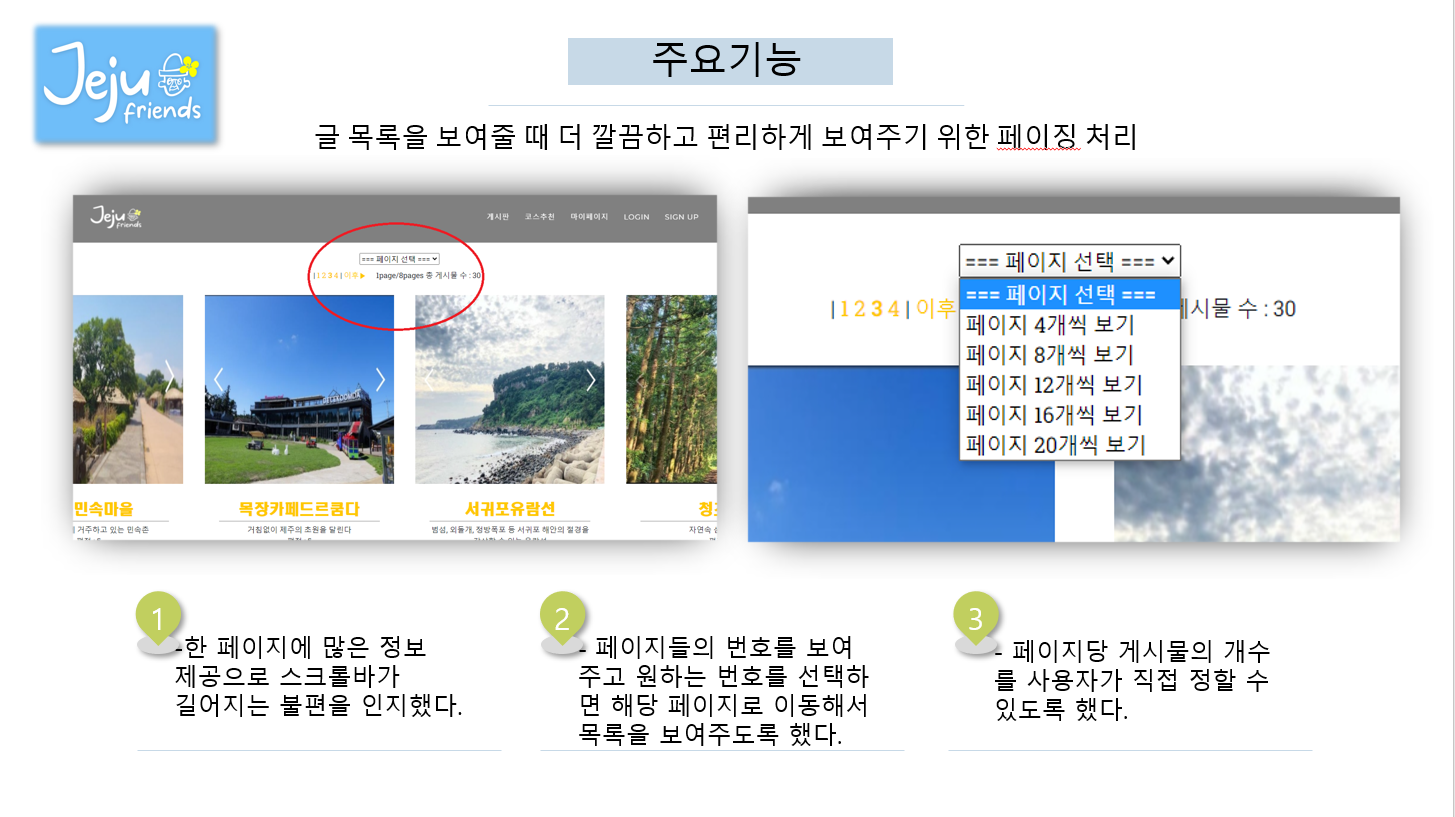 Jeju
friends
주요기능
글 목록을 보여줄 때 더 깔끔하고 편리하게 보여주기 위한 페이징 처리
Jeju
friends
게시판 코스추천 마이페이지 LOGIN SIGN UP
=== 페이지 선택 ===
| 1 2 3 4 | 이후▶ 1page/8pages 총 게시물 수 : 30
민속마을
거주하고 있는 민속촌
목장카페드르쿰다
거침없이 제주의 초원을 달린다
서귀포유람선
범섬, 외돌개, 정방폭포 등 서귀포 해안의 절경을
자연속
=== 페이지 선택 ===
=== 페이지 선택 ===
| 1 2 3 4 | 이후 게시물 수 : 30
페이지 4개씩 보기
페이지 8개씩 보기
페이지 12개씩 보기
페이지 16개씩 보기
페이지 20개씩 보기
1
-한 페이지에 많은 정보
제공으로 스크롤바가
길어지는 불편을 인지했다.
2
- 페이지들의 번호를 보여
주고 원하는 번호를 선택하
면 해당 페이지로 이동해서
목록을 보여주도록 했다.
3
- 페이지당 게시물의 개수
를 사용자가 직접 정할 수
있도록 했다.